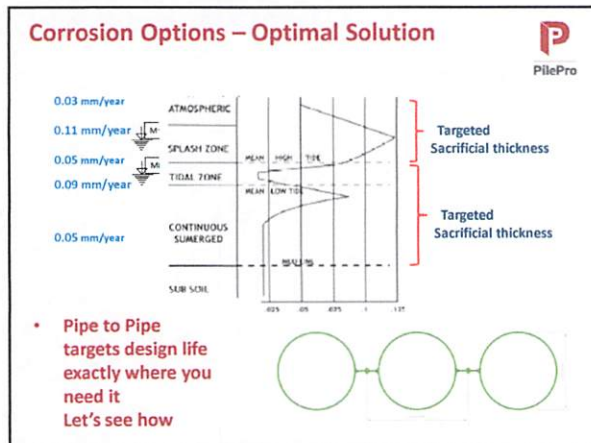 Corrosion Options – Optimal Solution
PilePro
0.03 mm/year
0.11 mm/year
0.05 mm/year
0.09 mm/year
0.05 mm/year
ATMOSPHERIC
SPLASH ZONE
MEAN HIGH TIDE
TIDAL ZONE
MEAN LOW TIDE
CONTINUOUS
SUMERGED
SUB SOIL
.025 .05 .075 .1 .125
Targeted
Sacrificial thickness
Targeted
Sacrificial thickness
• Pipe to Pipe
targets design life
exactly where you
need it
Let's see how